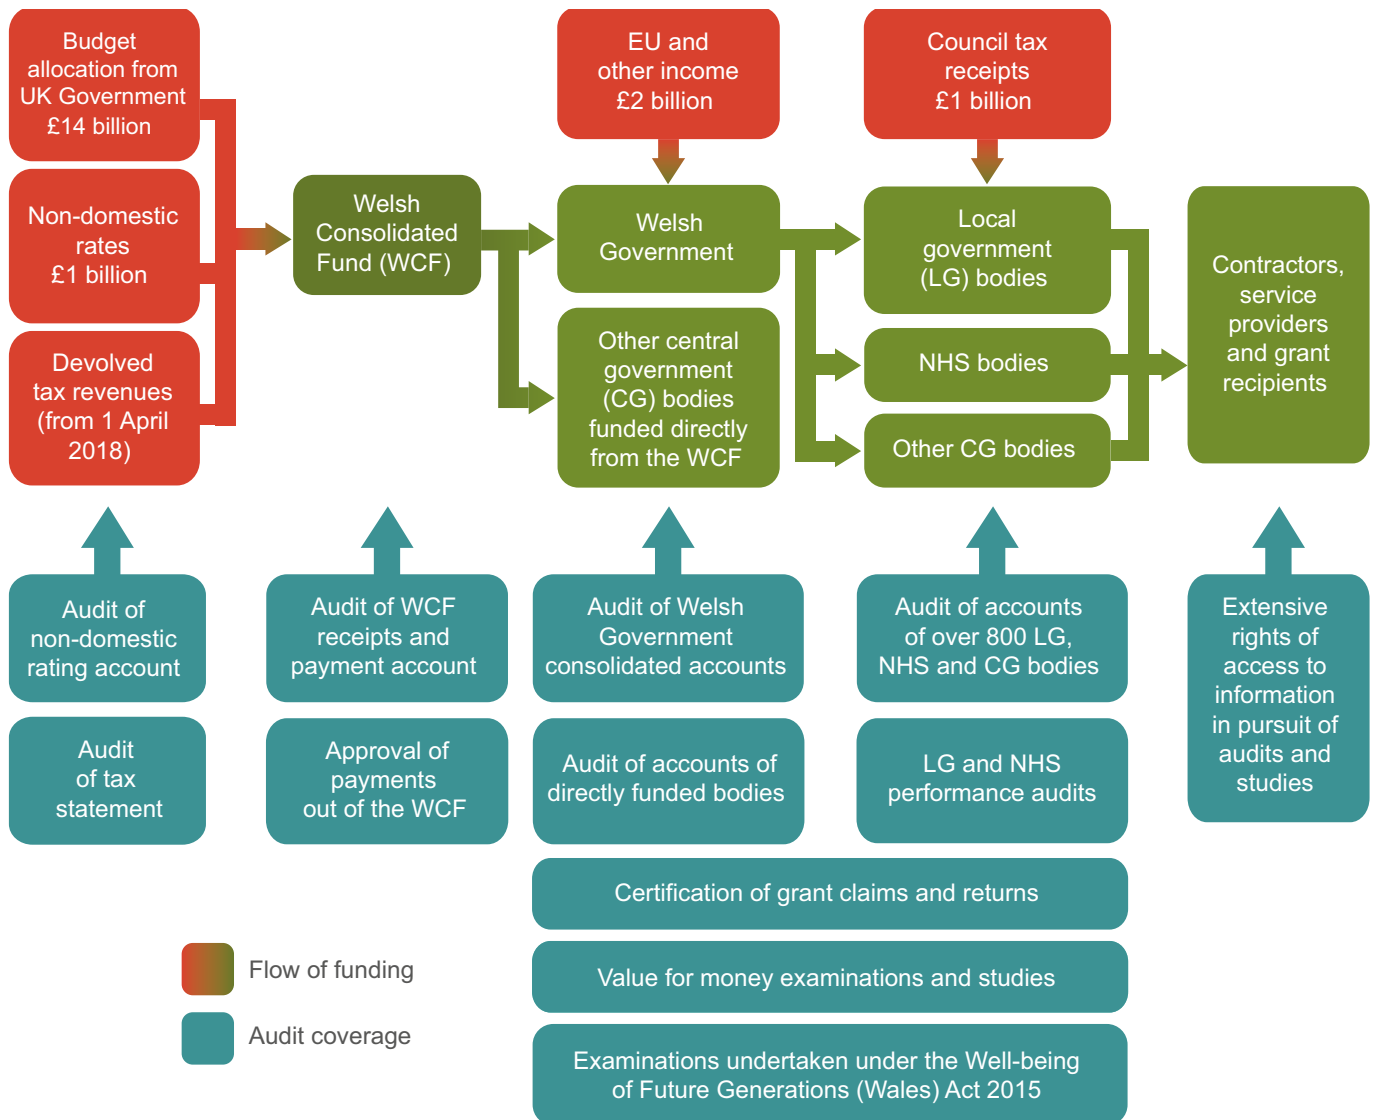 Budget
allocation from
UK Government
£14 billion
Non-domestic
rates
£1 billion
Devolved
tax revenues
(from 1 April
2018)
Welsh
Consolidated
Fund (WCF)
EU and
other income
£2 billion
Welsh
Government
Other central
government
(CG) bodies
funded directly
from the WCF
Council tax
receipts
£1 billion
Local
government
(LG) bodies
NHS bodies
Other CG bodies
Contractors,
service
providers
and grant
recipients
Audit of
non-domestic
rating account
Audit
of tax
statement
Audit of WCF
receipts and
payment account
Approval of
payments
out of the WCF
Audit of Welsh
Government
consolidated accounts
Audit of accounts of
directly funded bodies
Audit of accounts
of over 800 LG,
NHS and CG bodies
LG and NHS
performance audits
Extensive
rights of
access to
information
in pursuit of
audits and
studies
Certification of grant claims and returns
Value for money examinations and studies
Examinations undertaken under the Well-being
of Future Generations (Wales) Act 2015
Flow of funding
Audit coverage